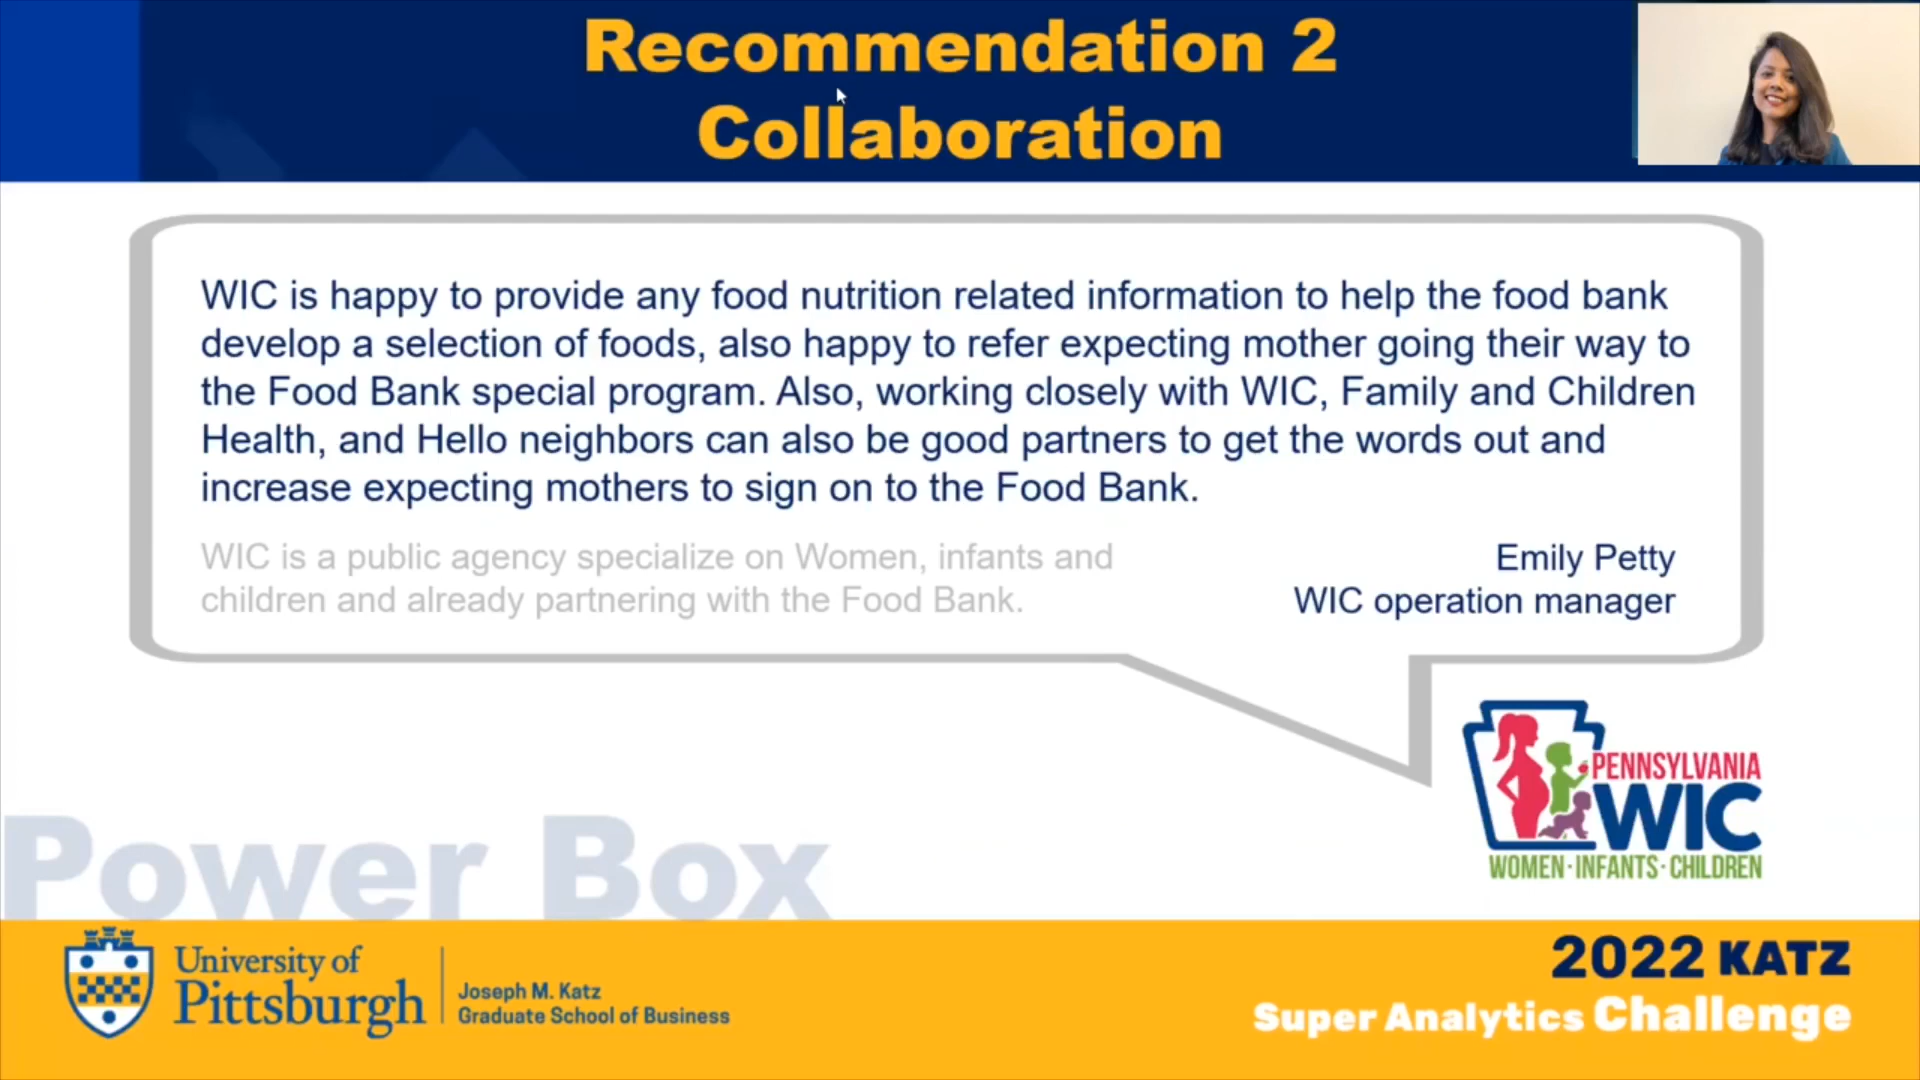 Recommendation 2
Collaboration
WIC is happy to provide any food nutrition related information to help the food bank
develop a selection of foods, also happy to refer expecting mother going their way to
the Food Bank special program. Also, working closely with WIC, Family and Children
Health, and Hello neighbors can also be good partners to get the words out and
increase expecting mothers to sign on to the Food Bank.
WIC is a public agency specialize on Women, infants and
children and already partnering with the Food Bank.
Emily Petty
WIC operation manager
PENNSYLVANIA
WIC
WOMEN·INFANTS·CHILDREN
Power Box
University of
Pittsburgh
Joseph M. Katz
Graduate School of Business
2022 KATZ
Super Analytics Challenge